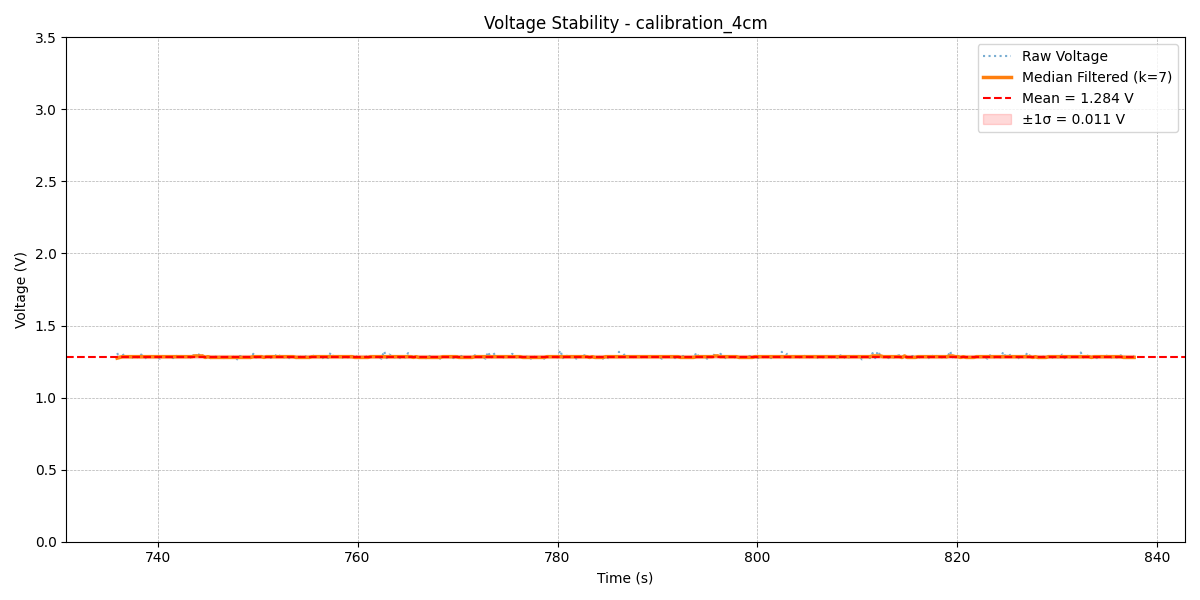 Voltage Stability - calibration_4cm
Raw Voltage
Median Filtered (k=7)
Mean = 1.284 V
±1σ = 0.011 V
3.5
3.0
2.5
2.0
1.5
1.0
0.5
0.0
Voltage (V)
740
760
780
800
820
840
Time (s)